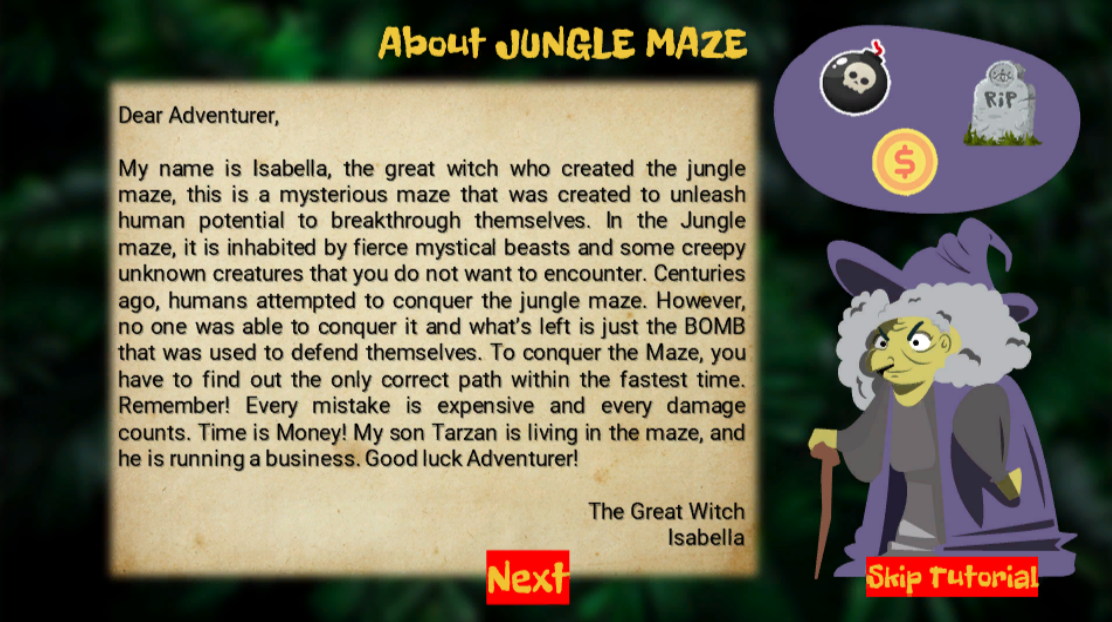 About JUNGLE MAZE
Dear Adventurer,
My name is Isabella, the great witch who created the jungle
maze, this is a mysterious maze that was created to unleash
human potential to breakthrough themselves. In the Jungle
maze, it is inhabited by fierce mystical beasts and some creepy
unknown creatures that you do not want to encounter. Centuries
ago, humans attempted to conquer the jungle maze. However,
no one was able to conquer it and what's left is just the BOMB
that was used to defend themselves. To conquer the Maze, you
have to find out the only correct path within the fastest time.
Remember! Every mistake is expensive and every damage
counts. Time is Money! My son Tarzan is living in the maze, and
he is running a business. Good luck Adventurer!
The Great Witch
Isabella
Next
RIP
$
Skip Tutorial